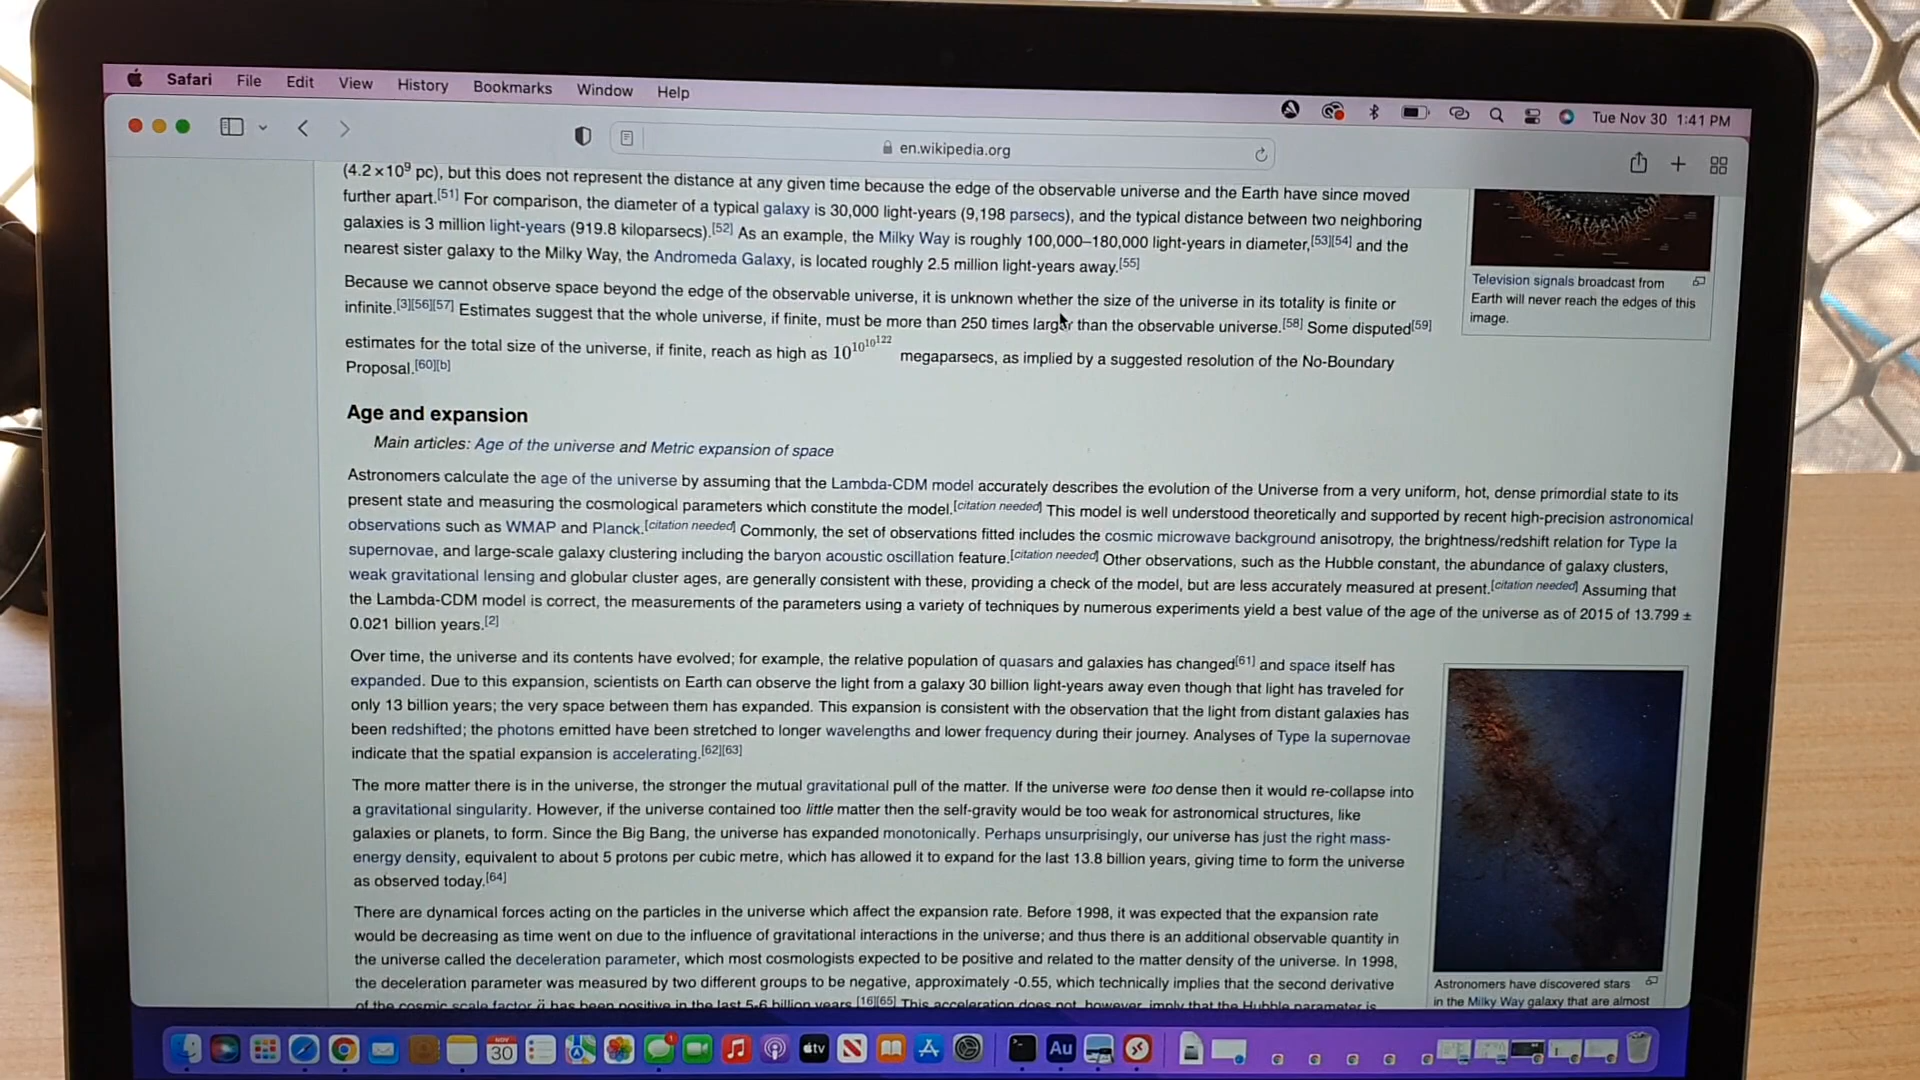 Safari File Edit View History Bookmarks Window Help
Tue Nov 30 1:41 PM
en.wikipedia.org
(4.2×10⁹ pc), but this does not represent the distance at any given time because the edge of the observable universe and the Earth have since moved
further apart.[51] For comparison, the diameter of a typical galaxy is 30,000 light-years (9,198 parsecs), and the typical distance between two neighboring
galaxies is 3 million light-years (919.8 kiloparsecs).[52] As an example, the Milky Way is roughly 100,000–180,000 light-years in diameter,[53][54] and the
nearest sister galaxy to the Milky Way, the Andromeda Galaxy, is located roughly 2.5 million light-years away.[55]
Because we cannot observe space beyond the edge of the observable universe, it is unknown whether the size of the universe in its totality is finite or
infinite.[3][56][57] Estimates suggest that the whole universe, if finite, must be more than 250 times larger than the observable universe.[58] Some disputed[59]
estimates for the total size of the universe, if finite, reach as high as 10^10^10^122 megaparsecs, as implied by a suggested resolution of the No-Boundary
Proposal.[60][b]
Television signals broadcast from
Earth will never reach the edges of this
image.
Age and expansion
Main articles: Age of the universe and Metric expansion of space
Astronomers calculate the age of the universe by assuming that the Lambda-CDM model accurately describes the evolution of the Universe from a very uniform, hot, dense primordial state to its
present state and measuring the cosmological parameters which constitute the model.[citation needed] This model is well understood theoretically and supported by recent high-precision astronomical
observations such as WMAP and Planck.[citation needed] Commonly, the set of observations fitted includes the cosmic microwave background anisotropy, the brightness/redshift relation for Type Ia
supernovae, and large-scale galaxy clustering including the baryon acoustic oscillation feature.[citation needed] Other observations, such as the Hubble constant, the abundance of galaxy clusters,
weak gravitational lensing and globular cluster ages, are generally consistent with these, providing a check of the model, but are less accurately measured at present.[citation needed] Assuming that
the Lambda-CDM model is correct, the measurements of the parameters using a variety of techniques by numerous experiments yield a best value of the age of the universe as of 2015 of 13.799 ±
0.021 billion years.[2]
Over time, the universe and its contents have evolved; for example, the relative population of quasars and galaxies has changed[61] and space itself has
expanded. Due to this expansion, scientists on Earth can observe the light from a galaxy 30 billion light-years away even though that light has traveled for
only 13 billion years; the very space between them has expanded. This expansion is consistent with the observation that the light from distant galaxies has
been redshifted; the photons emitted have been stretched to longer wavelengths and lower frequency during their journey. Analyses of Type Ia supernovae
indicate that the spatial expansion is accelerating.[62][63]
The more matter there is in the universe, the stronger the mutual gravitational pull of the matter. If the universe were too dense then it would re-collapse into
a gravitational singularity. However, if the universe contained too little matter then the self-gravity would be too weak for astronomical structures, like
galaxies or planets, to form. Since the Big Bang, the universe has expanded monotonically. Perhaps unsurprisingly, our universe has just the right mass-
energy density, equivalent to about 5 protons per cubic metre, which has allowed it to expand for the last 13.8 billion years, giving time to form the universe
as observed today.[64]
There are dynamical forces acting on the particles in the universe which affect the expansion rate. Before 1998, it was expected that the expansion rate
would be decreasing as time went on due to the influence of gravitational interactions in the universe; and thus there is an additional observable quantity in
the universe called the deceleration parameter, which most cosmologists expected to be positive and related to the matter density of the universe. In 1998,
the deceleration parameter was measured by two different groups to be negative, approximately -0.55, which technically implies that the second derivative
of the cosmic scale factor ä has been positive in the last 5-6 billion years.[16][65] This acceleration does not, however, imply that the Hubble parameter is
Astronomers have discovered stars
in the Milky Way galaxy that are almost
NOV
30
tv
Au